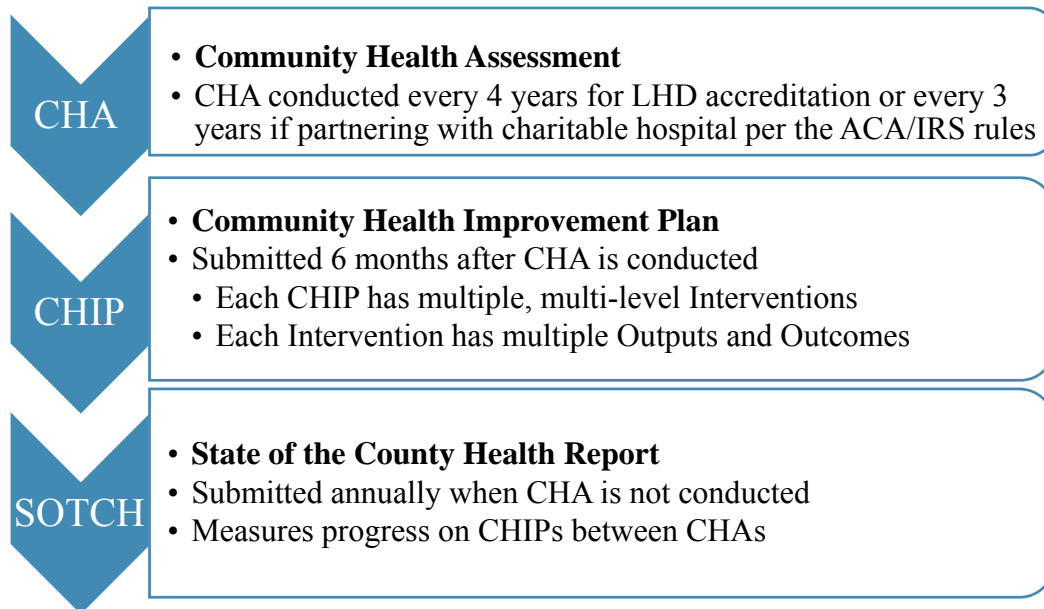 CHA
• Community Health Assessment
• CHA conducted every 4 years for LHD accreditation or every 3
years if partnering with charitable hospital per the ACA/IRS rules
CHIP
• Community Health Improvement Plan
• Submitted 6 months after CHA is conducted
• Each CHIP has multiple, multi-level Interventions
• Each Intervention has multiple Outputs and Outcomes
SOTCH
• State of the County Health Report
• Submitted annually when CHA is not conducted
• Measures progress on CHIPs between CHAs